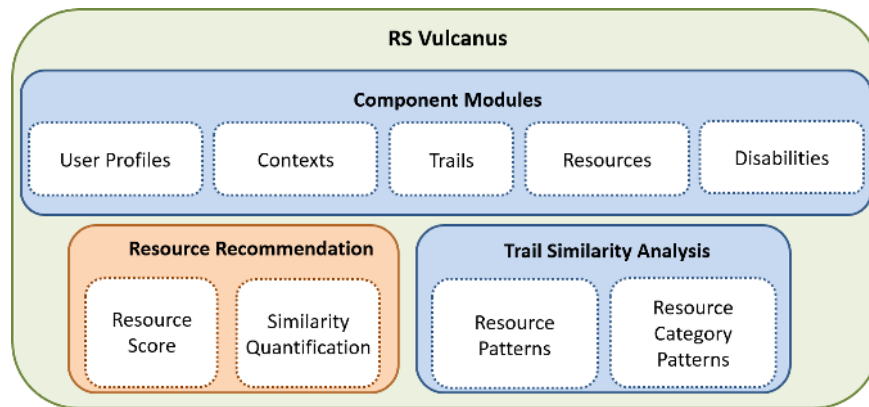 RS Vulcanus
Component Modules
User Profiles
Contexts
Trails
Resources
Disabilities
Resource Recommendation
Resource
Score
Similarity
Quantification
Trail Similarity Analysis
Resource
Patterns
Resource
Category
Patterns